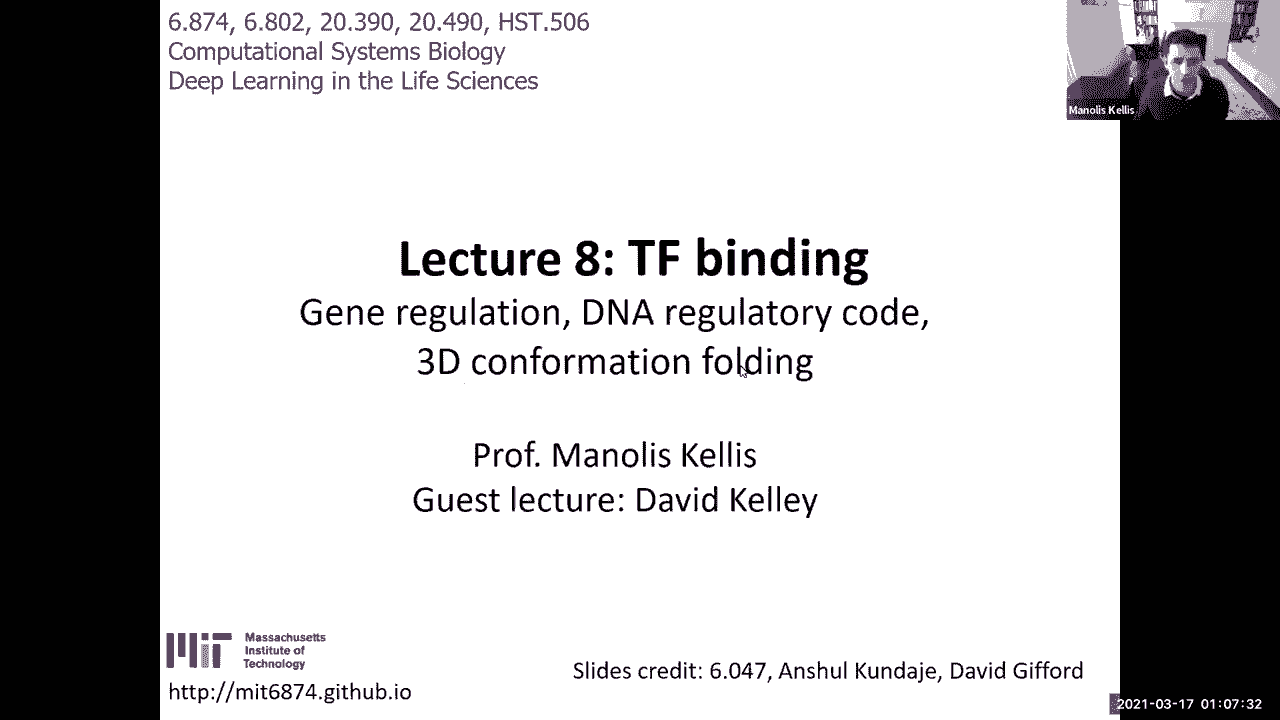 6.874, 6.802, 20.390, 20.490, HST.506
Computational Systems Biology
Deep Learning in the Life Sciences
Manolis Kellis
Lecture 8: TF binding
Gene regulation, DNA regulatory code,
3D conformation folding
Prof. Manolis Kellis
Guest lecture: David Kelley
Massachusetts
Institute of
Technology
http://mit6874.github.io
Slides credit: 6.047, Anshul Kundaje, David Gifford
2021-03-17 01:07:32